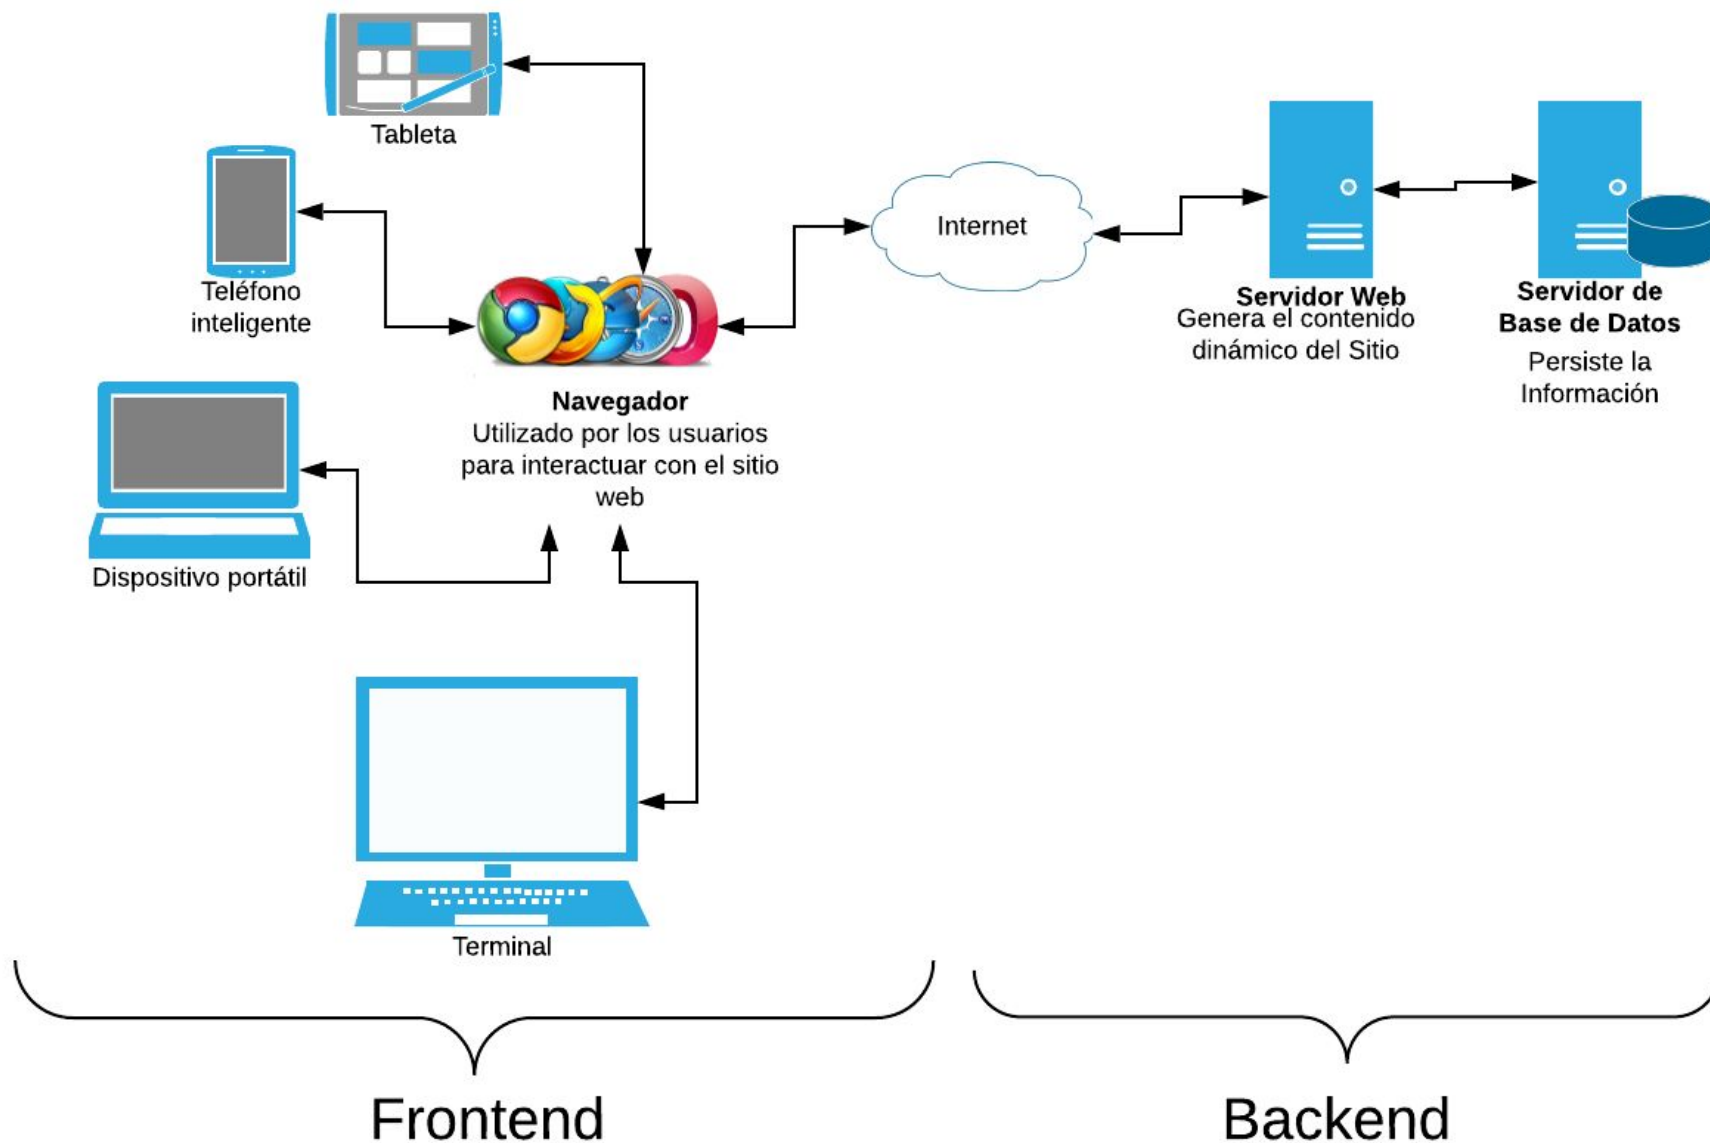 Tableta
Teléfono
inteligente
Internet
Navegador
Utilizado por los usuarios
para interactuar con el sitio
web
Dispositivo portátil
Terminal
Servidor Web
Genera el contenido
dinámico del Sitio
Servidor de
Base de Datos
Persiste la
Información
Frontend
Backend